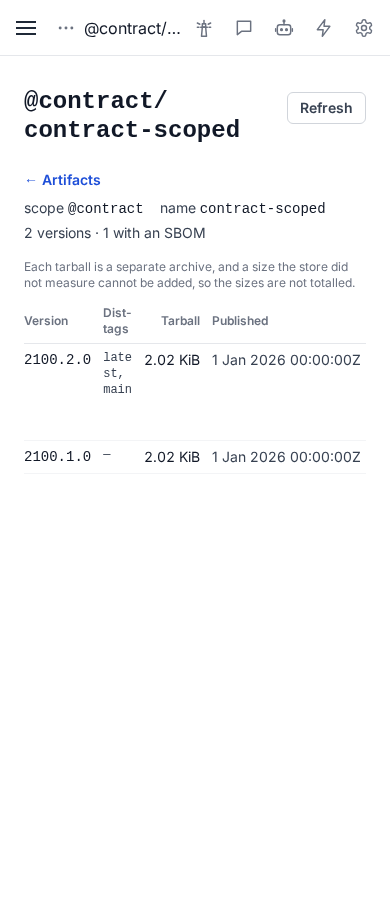 @contract/…
@contract/
contract-scoped
Refresh
← Artifacts
scope @contract name contract-scoped
2 versions · 1 with an SBOM
Each tarball is a separate archive, and a size the store did
not measure cannot be added, so the sizes are not totalled.
Version Dist-tags Tarball Published
2100.2.0 latest, main 2.02 KiB 1 Jan 2026 00:00:00Z
2100.1.0 — 2.02 KiB 1 Jan 2026 00:00:00Z